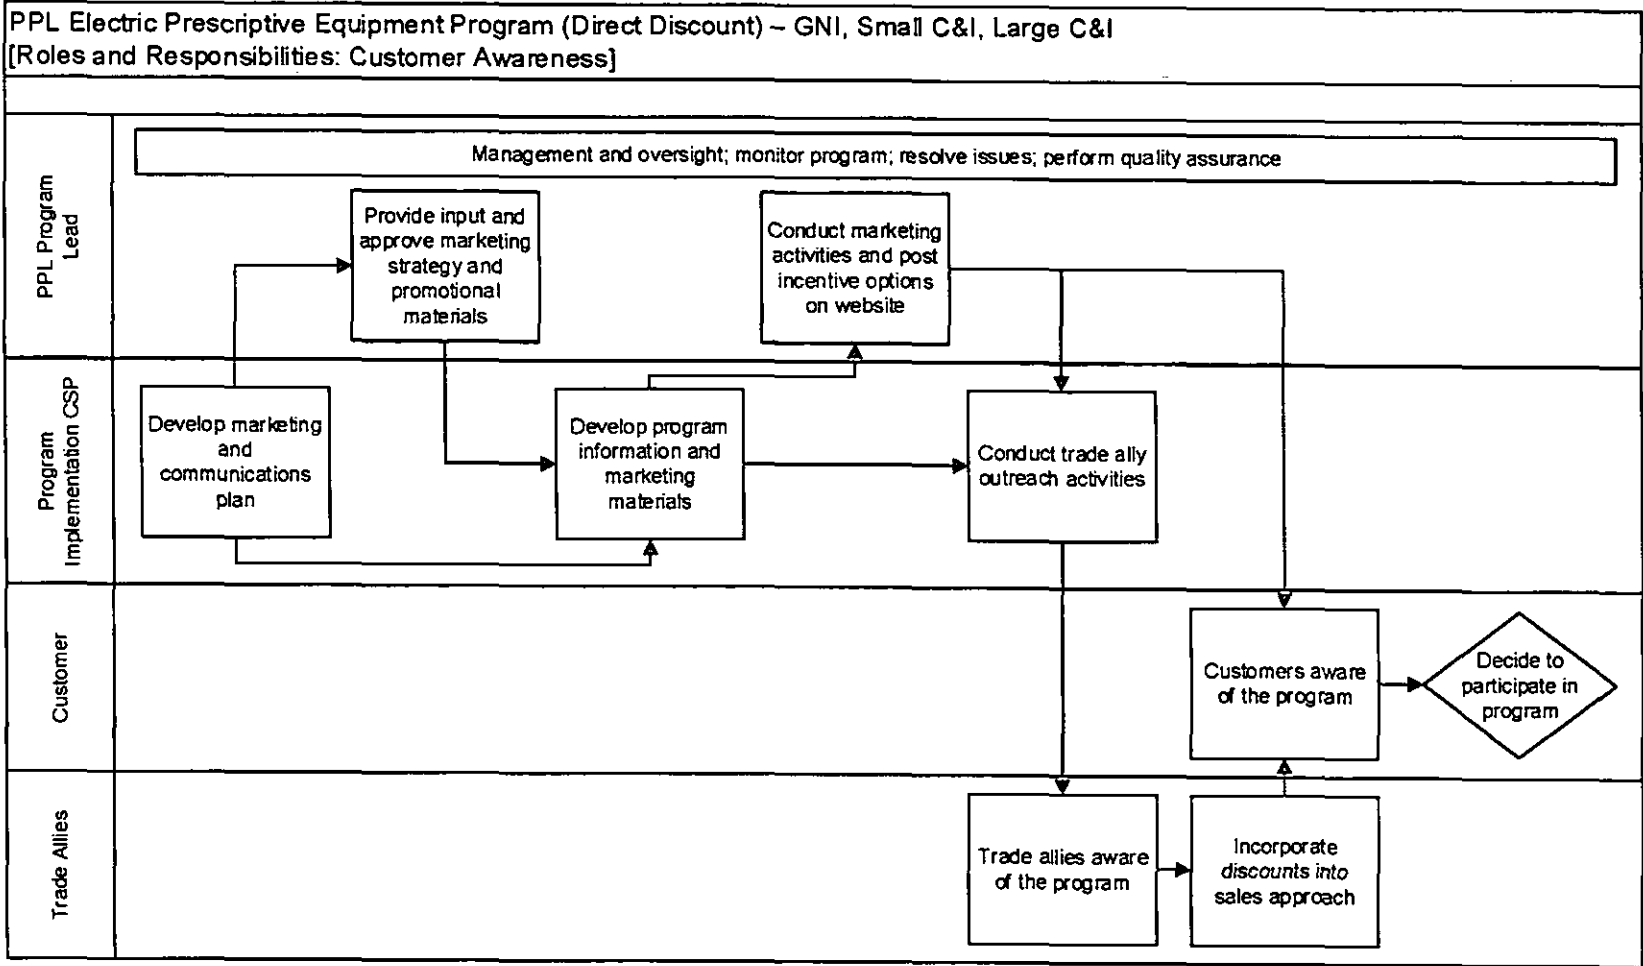 PPL Electric Prescriptive Equipment Program (Direct Discount) – GNI, Small C&I, Large C&I
[Roles and Responsibilities: Customer Awareness]
PPL Program
Lead
Management and oversight; monitor program; resolve issues; perform quality assurance
Provide input and
approve marketing
strategy and
promotional
materials
Conduct marketing
activities and post
incentive options
on website
Program
Implementation CSP
Develop marketing
and
communications
plan
Develop program
information and
marketing
materials
Conduct trade ally
outreach activities
Customer
Customers aware
of the program
Decide to
participate in
program
Trade Allies
Trade allies aware
of the program
Incorporate
discounts into
sales approach